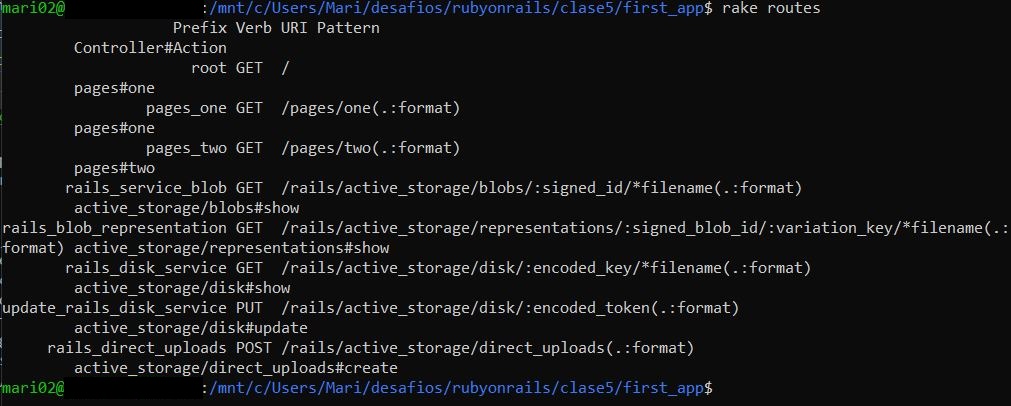 mari02@ :/mnt/c/Users/Mari/desafios/rubyonrails/clase5/first_app$ rake routes
Prefix Verb URI Pattern
Controller#Action
root GET /
pages#one
pages_one GET /pages/one(.:format)
pages#one
pages_two GET /pages/two(.:format)
pages#two
rails_service_blob GET /rails/active_storage/blobs/:signed_id/*filename(.:format)
active_storage/blobs#show
rails_blob_representation GET /rails/active_storage/representations/:signed_blob_id/:variation_key/*filename(.:
format) active_storage/representations#show
rails_disk_service GET /rails/active_storage/disk/:encoded_key/*filename(.:format)
active_storage/disk#show
update_rails_disk_service PUT /rails/active_storage/disk/:encoded_token(.:format)
active_storage/disk#update
rails_direct_uploads POST /rails/active_storage/direct_uploads(.:format)
active_storage/direct_uploads#create
mari02@ :/mnt/c/Users/Mari/desafios/rubyonrails/clase5/first_app$